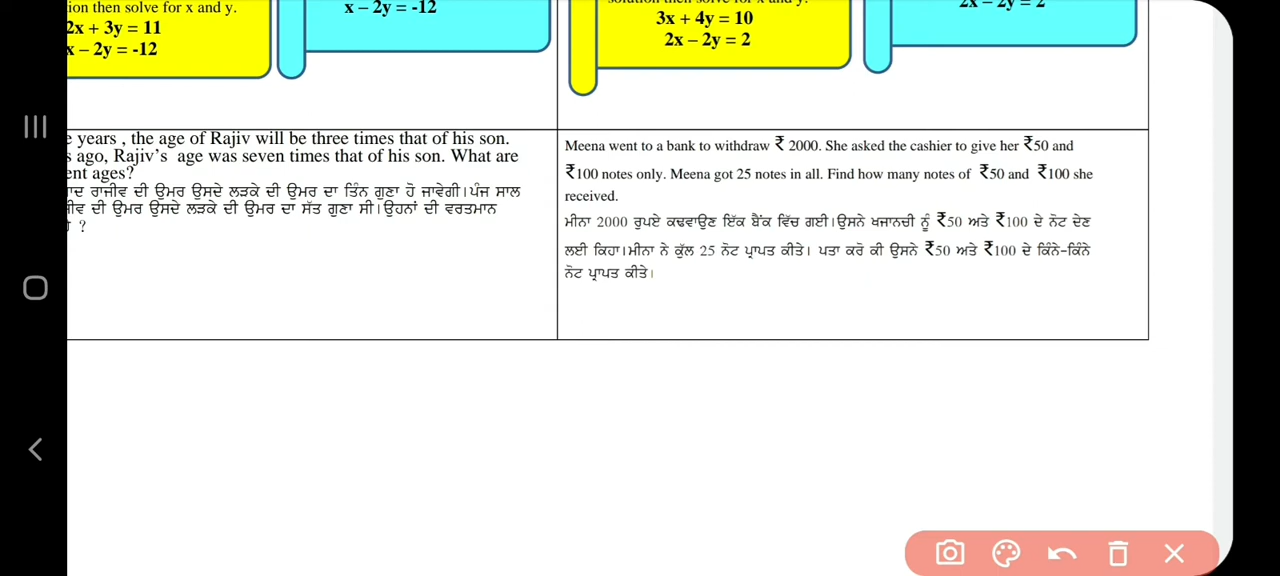 ion then solve for x and y.
2x + 3y = 11
x – 2y = -12
x – 2y = -12
3x + 4y = 10
2x – 2y = 2
2x – 2y = 2
e years , the age of Rajiv will be three times that of his son.
s ago, Rajiv's age was seven times that of his son. What are
ent ages?
ਾਦ ਰਾਜੀਵ ਦੀ ਉਮਰ ਉਸਦੇ ਲੜਕੇ ਦੀ ਉਮਰ ਦਾ ਤਿੰਨ ਗੁਣਾ ਹੋ ਜਾਵੇਗੀ।ਪੰਜ ਸਾਲ
ਜੀਵ ਦੀ ਉਮਰ ਉਸਦੇ ਲੜਕੇ ਦੀ ਉਮਰ ਦਾ ਸੱਤ ਗੁਣਾ ਸੀ।ਉਹਨਾਂ ਦੀ ਵਰਤਮਾਨ
?
Meena went to a bank to withdraw ₹ 2000. She asked the cashier to give her ₹50 and
₹100 notes only. Meena got 25 notes in all. Find how many notes of ₹50 and ₹100 she
received.
ਮੀਨਾ 2000 ਰੁਪਏ ਕਢਵਾਉਣ ਇੱਕ ਬੈਂਕ ਵਿੱਚ ਗਈ।ਉਸਨੇ ਖਜਾਨਚੀ ਨੂੰ ₹50 ਅਤੇ ₹100 ਦੇ ਨੋਟ ਦੇਣ
ਲਈ ਕਿਹਾ।ਮੀਨਾ ਨੇ ਕੁੱਲ 25 ਨੋਟ ਪ੍ਰਾਪਤ ਕੀਤੇ। ਪਤਾ ਕਰੋ ਕੀ ਉਸਨੇ ₹50 ਅਤੇ ₹100 ਦੇ ਕਿੰਨੇ-ਕਿੰਨੇ
ਨੋਟ ਪ੍ਰਾਪਤ ਕੀਤੇ।